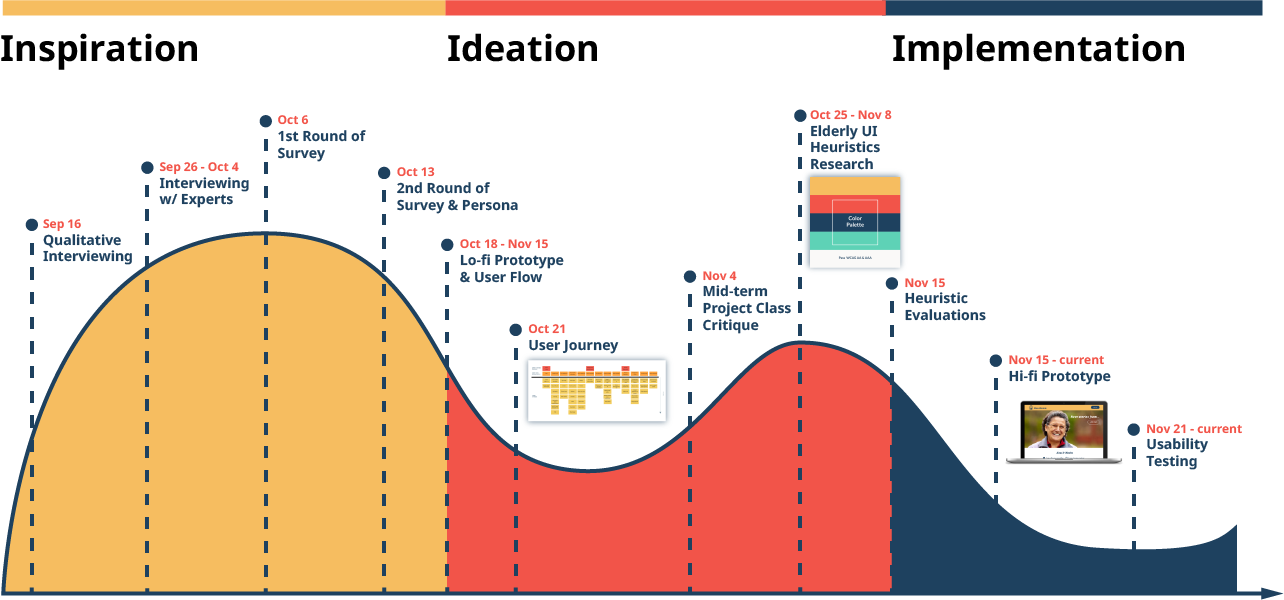 Inspiration
Ideation
Implementation
Sep 16
Qualitative
Interviewing
Sep 26 - Oct 4
Interviewing
w/ Experts
Oct 6
1st Round of
Survey
Oct 13
2nd Round of
Survey & Persona
Oct 18 - Nov 15
Lo-fi Prototype
& User Flow
Oct 21
User Journey
Nov 4
Mid-term
Project Class
Critique
Oct 25 - Nov 8
Elderly UI
Heuristics
Research
Color
Palette
Nov 15
Heuristic
Evaluations
Nov 15 - current
Hi-fi Prototype
Nov 21 - current
Usability
Testing